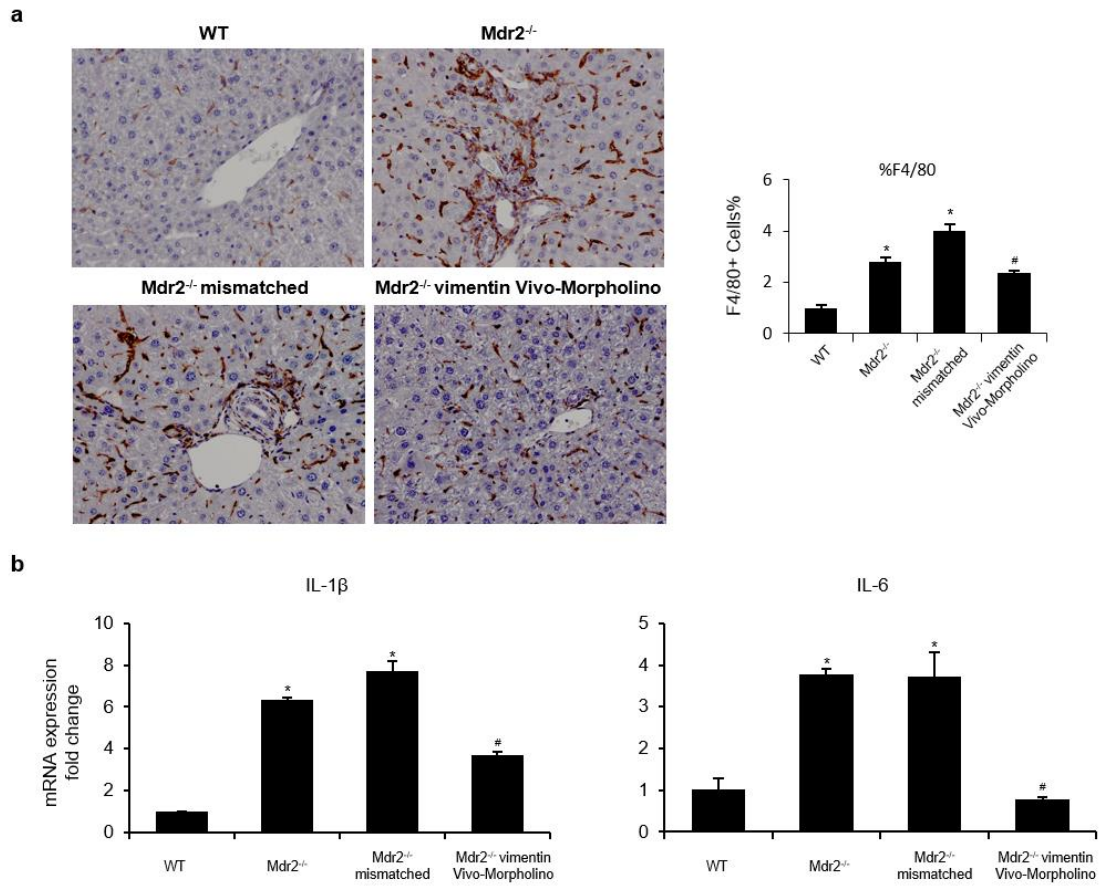 a
WT
Mdr2-/-
Mdr2-/- mismatched
Mdr2-/- vimentin Vivo-Morpholino
%F4/80
F4/80+ Cells%
6
4
2
0
*
*
#
WT
Mdr2-/-
Mdr2-/-
mismatched
Mdr2-/- vimentin
Vivo-Morpholino
b
IL-1β
mRNA expression
fold change
10
8
6
4
2
0
*
*
#
WT
Mdr2-/-
Mdr2-/-
mismatched
Mdr2-/- vimentin
Vivo-Morpholino
IL-6
5
4
3
2
1
0
*
*
#
WT
Mdr2-/-
Mdr2-/-
mismatched
Mdr2-/- vimentin
Vivo-Morpholino